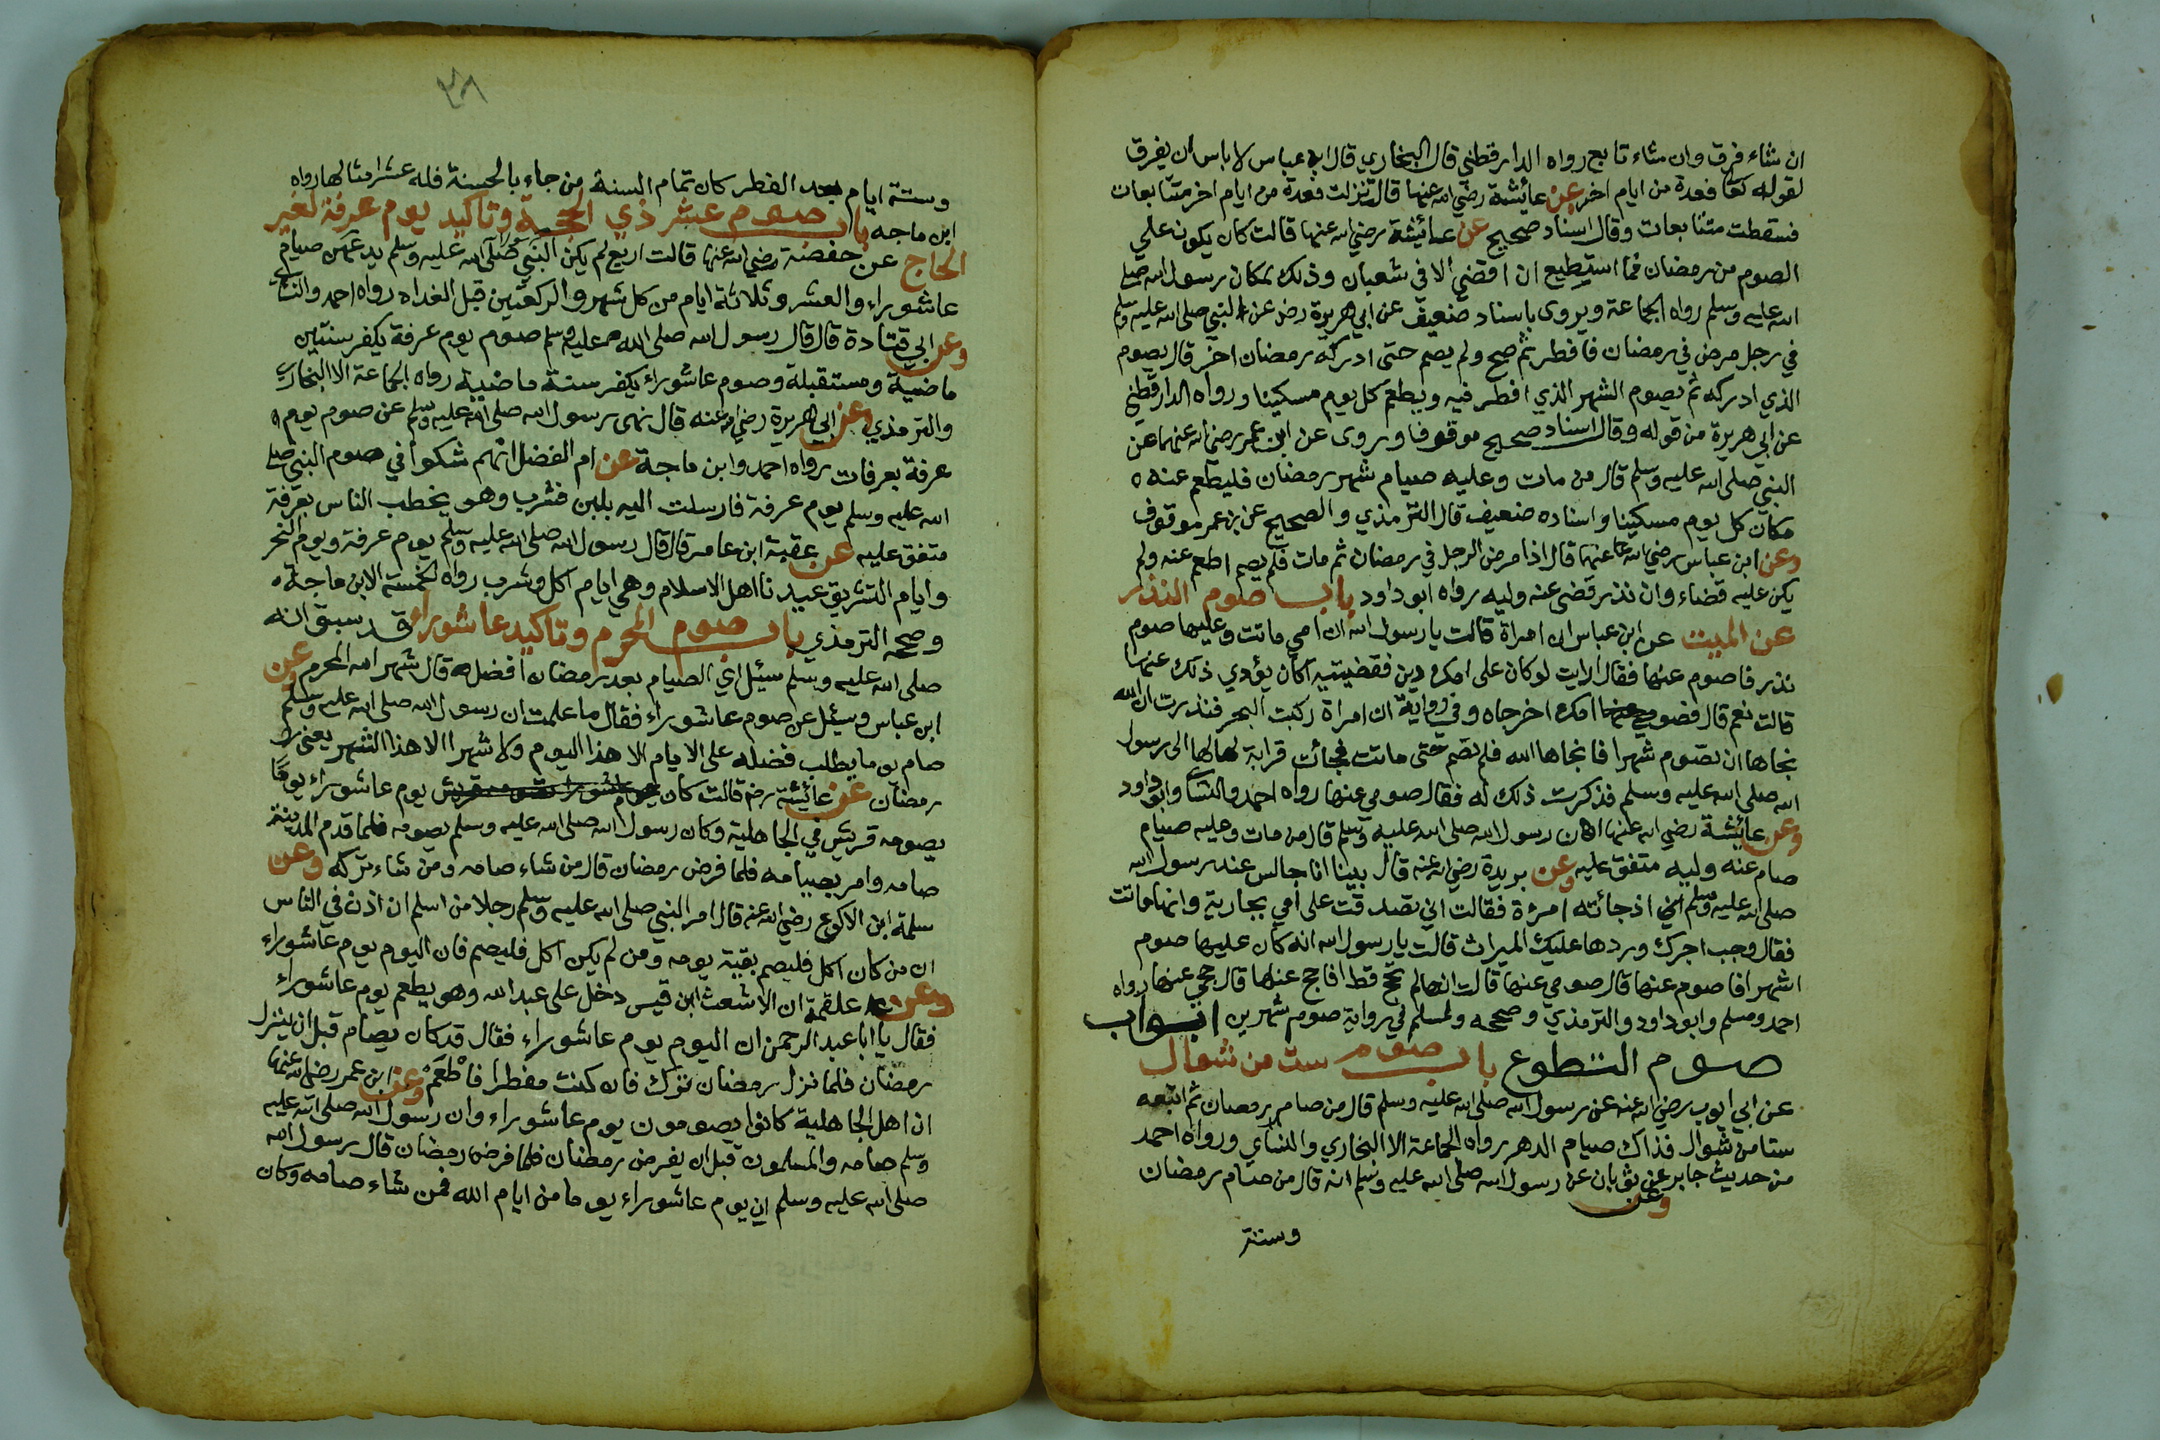 ان شاء فرق وان شاء تابع رواه الدارقطني قال البخاري قال ابن عباس لا باس ان يفرق
لقوله تعا فعدة من ايام اخر عن عائشة رضي الله عنها قالت نزلت فعدة من ايام اخر متتابعات
فسقطت متتابعات وقال اسناد صحيح عن عائشة رضي الله عنها قالت كان يكون علي
الصوم من رمضان فما استطيع ان اقضي الا في شعبان وذلك لمكان رسول الله صلى
الله عليه وسلم رواه الجماعة ويروى باسناد ضعيف عن ابي هريرة رض عن النبي صلى الله عليه وسلم
في رجل مرض في رمضان فافطر ثم صح ولم يصم حتى ادركه رمضان اخر قال يصوم
الذي ادركه ثم يصوم الشهر الذي افطر فيه ويطعم كل يوم مسكينا ورواه الدارقطني
عن ابي هريرة من قوله وقال اسناد صحيح موقوفا وروى عن ابن عمر رضي الله عنهما عن
النبي صلى الله عليه وسلم قال من مات وعليه صيام شهر رمضان فليطعم عنه ه
مكان كل يوم مسكينا واسناده ضعيف قال الترمذي والصحيح عن بن عمر موقوف
وعن ابن عباس رضي الله عنهما قال اذا مرض الرجل في رمضان ثم مات فلم يصم اطعم عنه ولم
يكن عليه قضاء وان نذر قضى عنه وليه رواه ابوداود باب صوم النذر
عن الميت عن ابن عباس ان امراة قالت يا رسول الله ان امي ماتت وعليها صوم
نذر فاصوم عنها فقال ارايت لو كان على امك دين فقضيتيه اكان يؤدي ذلك عنها
قالت نعم قال فصومي عن امك اخرجاه وفي رواية ان امراة ركبت البحر فنذرت ان الله
نجاها ان تصوم شهرا فانجاها الله فلم تصم حتى ماتت فجائت قرابة لها الى رسول
الله صلى الله عليه وسلم فذكرت ذلك له فقال صومي عنها رواه احمد والنسائي وابوداود
وعن عائشة رضي الله عنها ان رسول الله صلى الله عليه وسلم قال من مات وعليه صيام
صام عنه وليه متفق عليه وعن بريدة رضي الله عنه قال بينا انا جالس عند رسول الله
صلى الله عليه وسلم اذ جائته امرءة فقالت اني تصدقت على امي بجارية وانها ماتت
فقال وجب اجرك وردها عليك الميراث قالت يا رسول الله انه كان عليها صوم
اشهر افاصوم عنها قال صومي عنها قالت انها لم تحج قط افاحج عنها قال حجي عنها رواه
احمد ومسلم وابوداود والترمذي وصححه ولمسلم في رواية صوم شهرين ابواب
صوم التطوع باب صوم ست من شوال
عن ابي ايوب رضي الله عنه عن رسول الله صلى الله عليه وسلم قال من صام رمضان ثم اتبعه
ستا من شوال فذاك صيام الدهر رواه الجماعة الا البخاري والنسأي ورواه احمد
من حديث جابر وعن ثوبان عن رسول الله صلى الله عليه وسلم انه قال من صام رمضان
وستة
وستة ايام بعد الفطر كان تمام السنة من جاء بالحسنة فله عشر امثالها رواه
ابن ماجه باب صوم عشر ذي الحجة وتاكيد يوم عرفة لغير
الحاج عن حفصة رضي الله عنها قالت اربع لم يكن النبي صلى الله عليه وسلم يدعهن صيام
عاشوراء والعشر وثلاثة ايام من كل شهر والركعتين قبل الغداه رواه احمد والنسائي
وعن ابي قتادة قال قال رسول الله صلى الله عليه وسلم صوم يوم عرفة يكفر سنتين
ماضية ومستقبلة وصوم عاشوراء يكفر سنة ماضية رواه الجماعة الا البخاري
والترمذي وعن ابي هريرة رضي الله عنه قال نهى رسول الله صلى الله عليه وسلم عن صوم يوم ه
عرفة بعرفات رواه احمد وابن ماجة عن ام الفضل انهم شكوا في صوم النبي صلى
الله عليه وسلم يوم عرفة فارسلت اليه بلبن فشرب وهو يخطب الناس بعرفة
متفق عليه عن عقبة ابن عامر قال قال رسول الله صلى الله عليه وسلم يوم عرفة ويوم النحر
وايام التشريق عيدنا اهل الاسلام وهي ايام اكل وشرب رواه الخمسة الا ابن ماجة ه
وصححه الترمذي باب صوم المحرم وتاكيد عاشوراء قد سبق انه
صلى الله عليه وسلم سئل اي الصيام بعد رمضان افضله قال شهر الله المحرم وعن
ابن عباس وسئل عن صوم عاشوراء فقال ما علمت ان رسول الله صلى الله عليه وسلم
صام يوما يطلب فضله على الايام الا هذا اليوم ولا شهرا الا هذا الشهر يعني
رمضان عن عائشة رض قالت كان يوم عاشوراء يوما
يصومه قريش في الجاهلية وكان رسول الله صلى الله عليه وسلم يصومه فلما قدم المدينة
صامه وامر بصيامه فلما فرض رمضان قال من شاء صامه ومن شاء تركه وعن
سلمة ابن الاكوع رضي الله عنه قال امر النبي صلى الله عليه وسلم رجلا من اسلم ان اذن في الناس
ان من كان اكل فليصم بقية يومه ومن لم يكن اكل فليصم فان اليوم يوم عاشوراء
وعن علقمة ان الاشعث ابن قيس دخل على عبد الله وهو يطعم يوم عاشوراء
فقال يا ابا عبد الرحمن ان اليوم يوم عاشوراء فقال قد كان يصام قبل ان ينزل
رمضان فلما نزل رمضان ترك فان كنت مفطرا فاطعم وعن ابن عمر رضي الله عنهما
ان اهل الجاهلية كانوا يصومون يوم عاشوراء وان رسول الله صلى الله عليه
وسلم صامه والمسلمون قبل ان يفرض رمضان فلما فرض رمضان قال رسول الله
صلى الله عليه وسلم ان يوم عاشوراء يوما من ايام الله فمن شاء صامه وكان